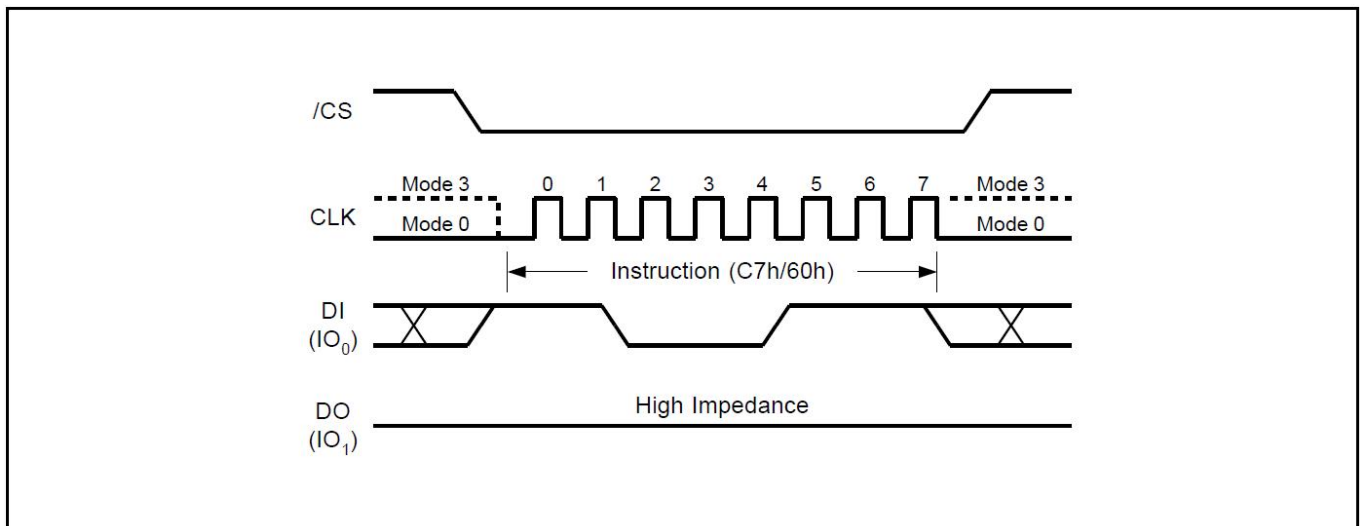 /CS
Mode 3 0 1 2 3 4 5 6 7 Mode 3
CLK
Mode 0 Mode 0
Instruction (C7h/60h)
DI
(IO₀)
High Impedance
DO
(IO₁)